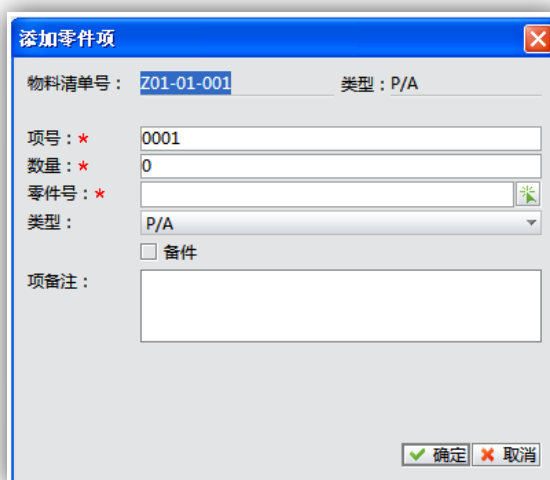 添加零件项
物料清单号： Z01-01-001 类型：P/A
项号：* 0001
数量：* 0
零件号：*
类型： P/A
备件
项备注：
确定 取消